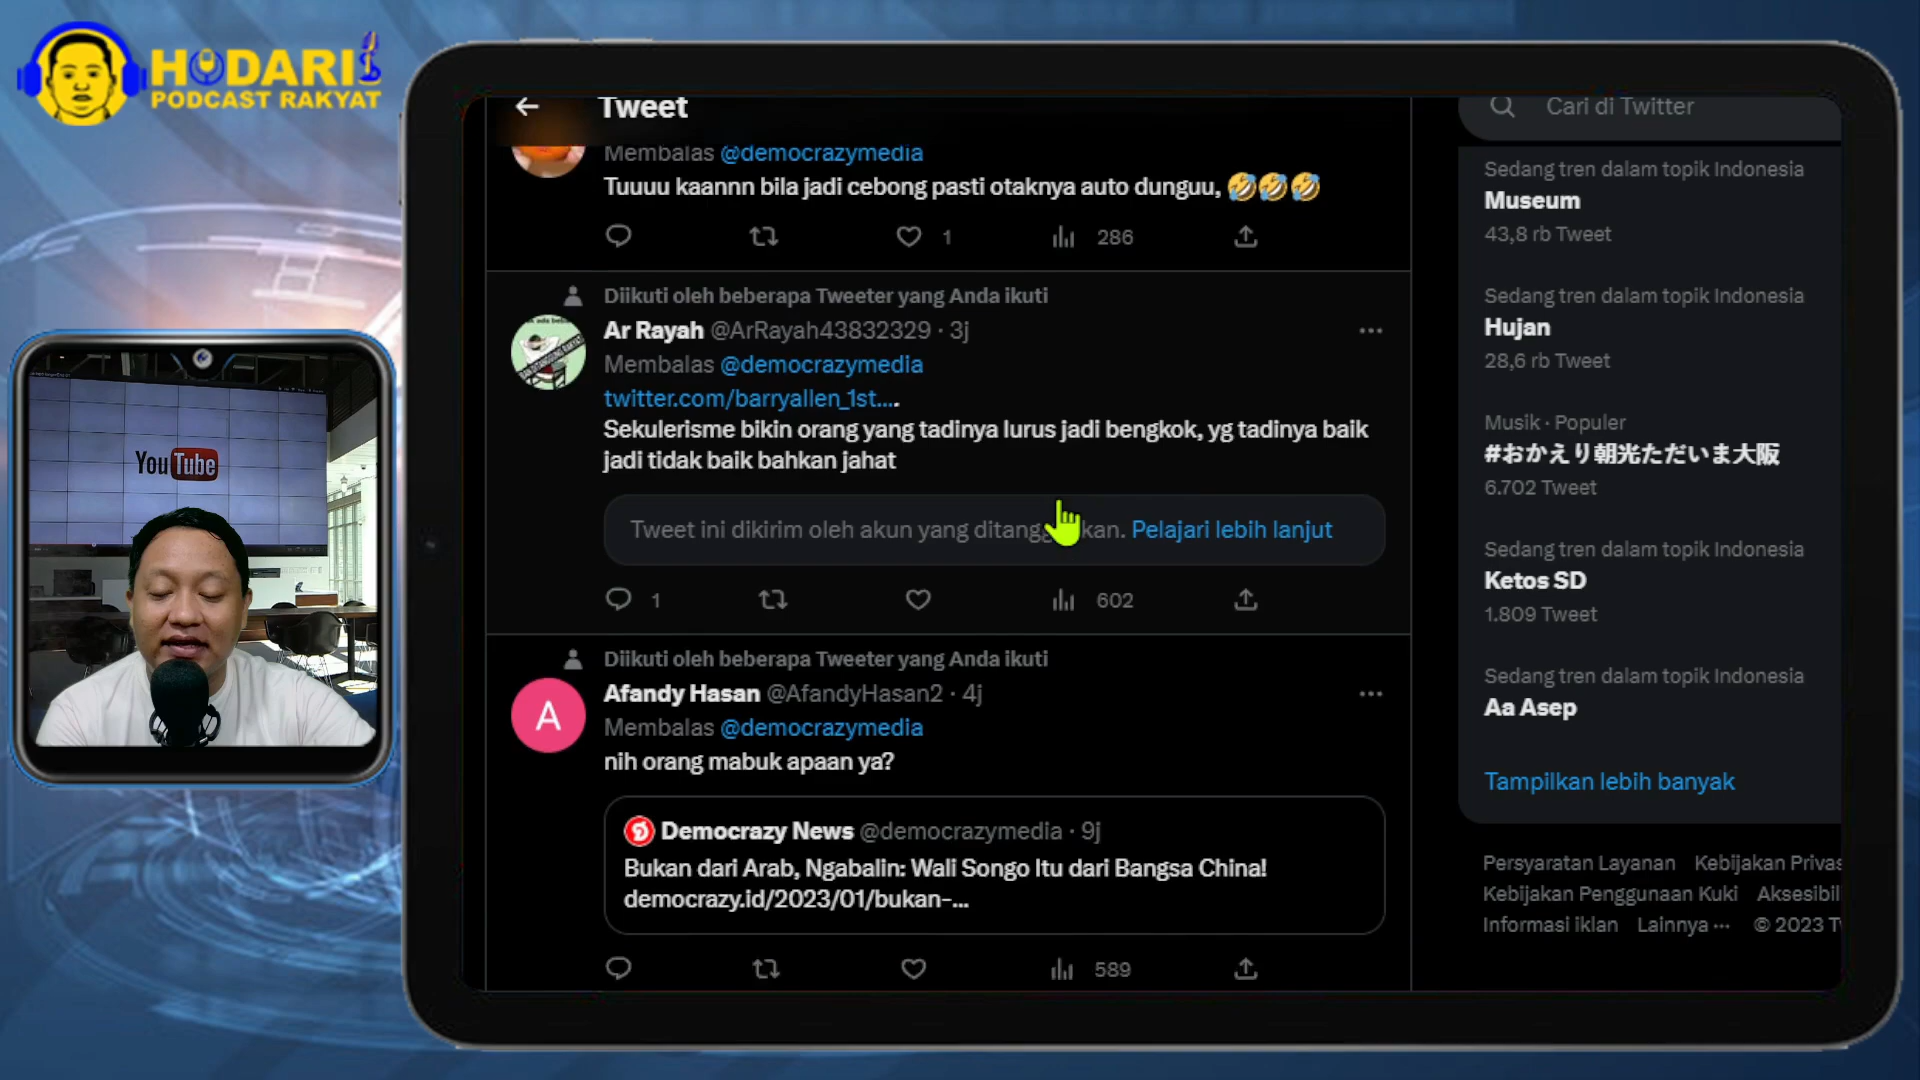 HODARI
PODCAST RAKYAT
YouTube
Tweet
Membalas @democrazymedia
Tuuuu kaannn bila jadi cebong pasti otaknya auto dunguu, 🤣🤣🤣
1
286
Diikuti oleh beberapa Tweeter yang Anda ikuti
Ar Rayah @ArRayah43832329 · 3j
Membalas @democrazymedia
twitter.com/barryallen_1st....
Sekulerisme bikin orang yang tadinya lurus jadi bengkok, yg tadinya baik
jadi tidak baik bahkan jahat
Tweet ini dikirim oleh akun yang Pelajari lebih lanjut
1
602
Diikuti oleh beberapa Tweeter yang Anda ikuti
A
Afandy Hasan @AfandyHasan2 · 4j
Membalas @democrazymedia
nih orang mabuk apaan ya?
Democrazy News @democrazymedia · 9j
Bukan dari Arab, Ngabalin: Wali Songo Itu dari Bangsa China!
democrazy.id/2023/01/bukan-...
589
Cari di Twitter
Sedang tren dalam topik Indonesia
Museum
43,8 rb Tweet
Sedang tren dalam topik Indonesia
Hujan
28,6 rb Tweet
Musik · Populer
#おかえり朝光ただいま大阪
6.702 Tweet
Sedang tren dalam topik Indonesia
Ketos SD
1.809 Tweet
Sedang tren dalam topik Indonesia
Aa Asep
Tampilkan lebih banyak
Persyaratan Layanan Kebijakan Privas
Kebijakan Penggunaan Kuki Aksesibil
Informasi iklan Lainnya ··· © 2023 Tw